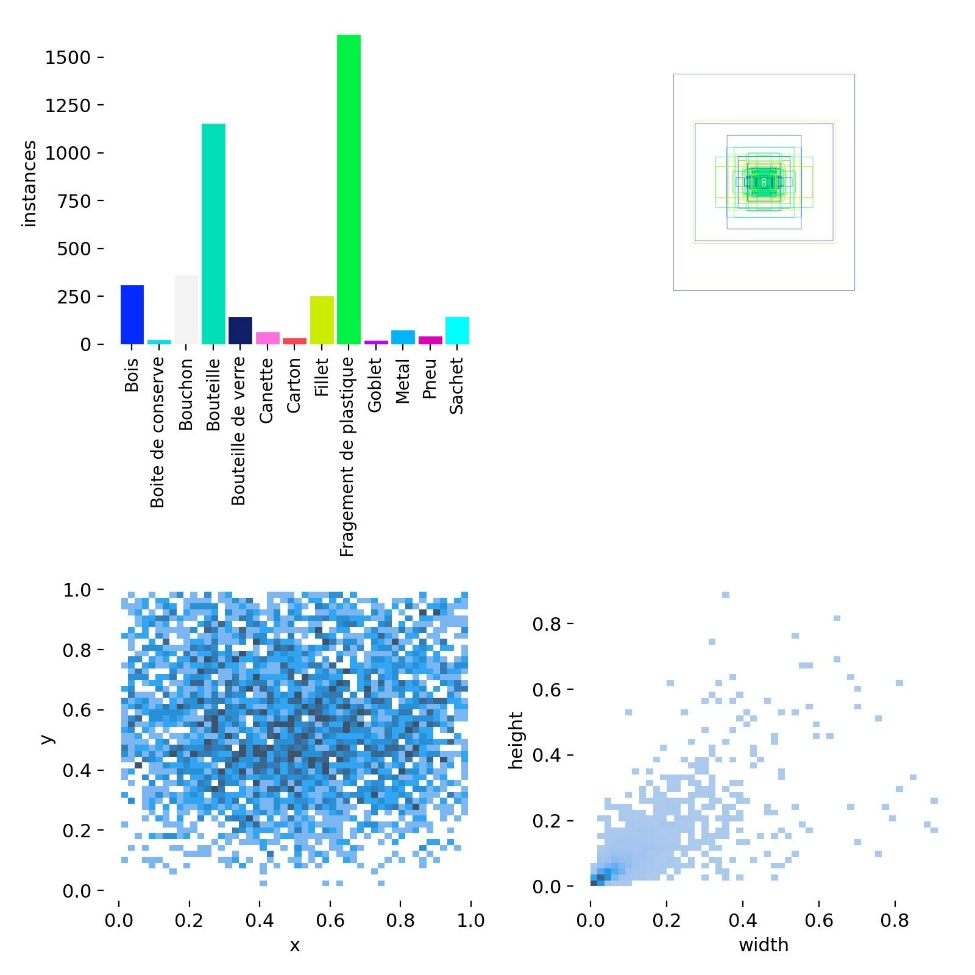 1500
1250
1000
750
500
250
0
instances
Bois
Boite de conserve
Bouchon
Bouteille
Bouteille de verre
Canette
Carton
Fillet
Fragement de plastique
Goblet
Metal
Pneu
Sachet
1.0
0.8
0.6
0.4
0.2
0.0
y
0.0 0.2 0.4 0.6 0.8 1.0
x
0.8
0.6
0.4
0.2
0.0
height
0.0 0.2 0.4 0.6 0.8
width